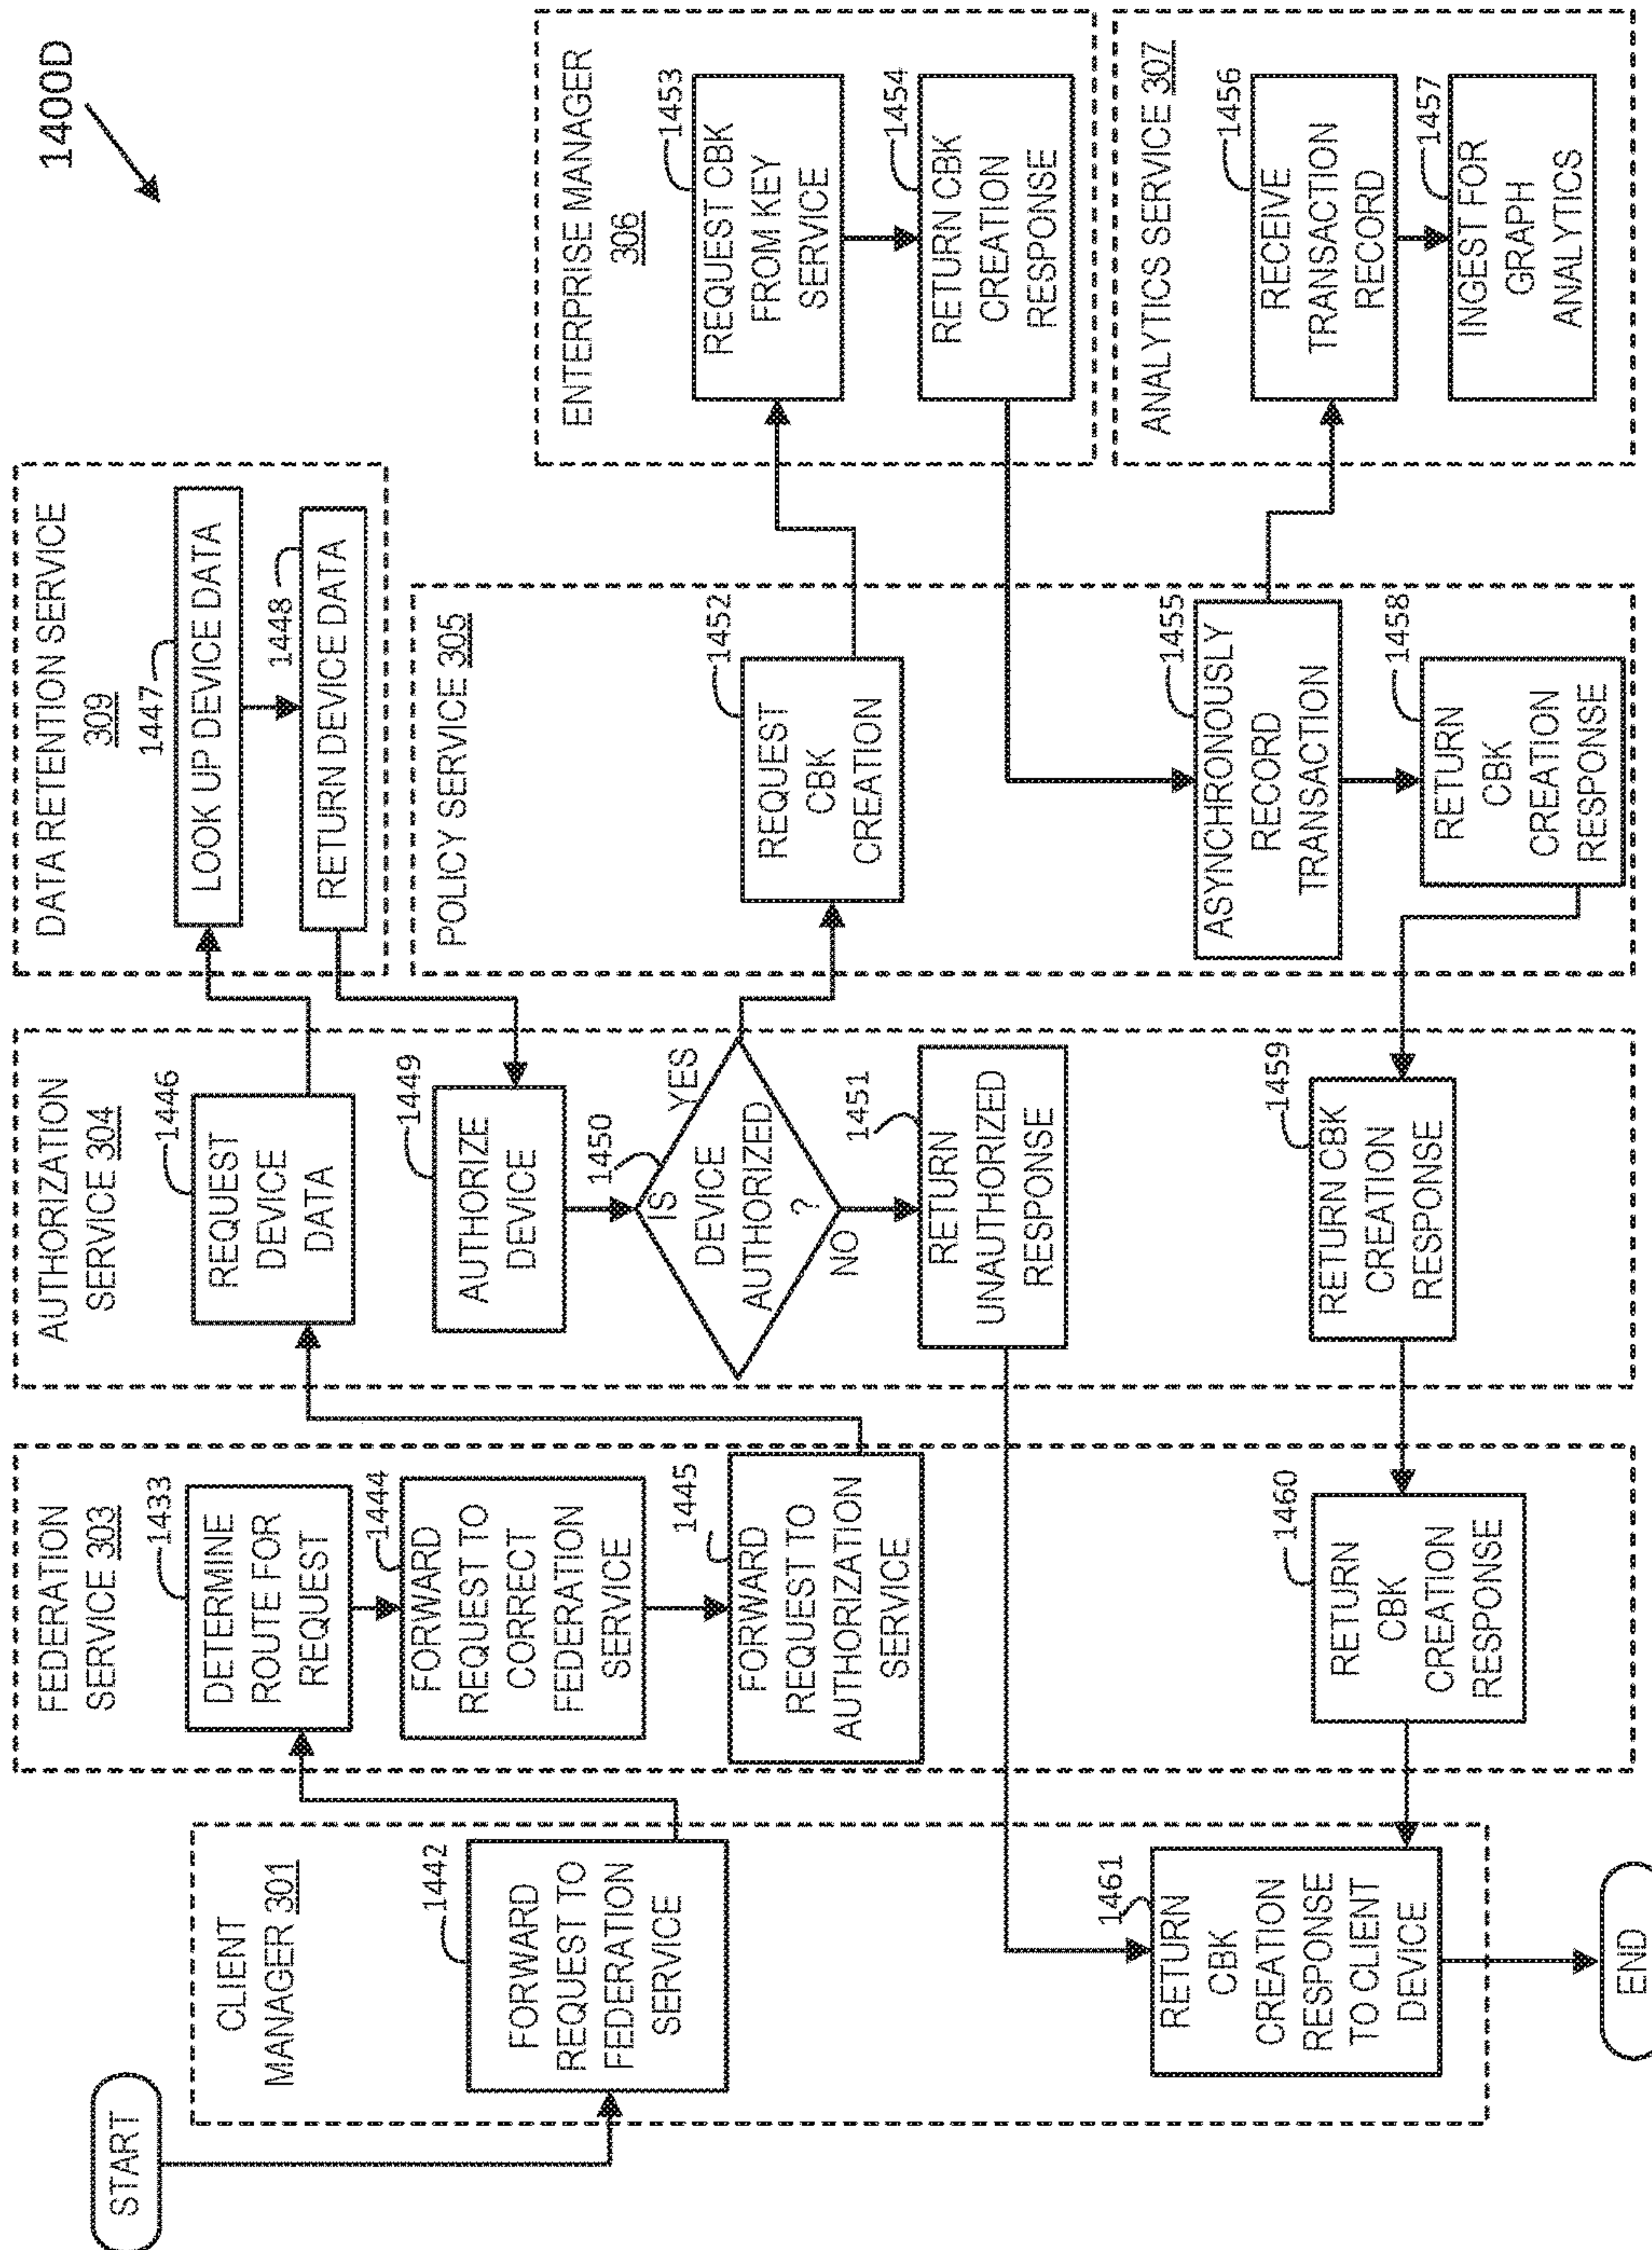 1400D
START
CLIENT
MANAGER 301
1442
FORWARD
REQUEST TO
FEDERATION
SERVICE
1461
RETURN
CBK
CREATION
RESPONSE
TO CLIENT
DEVICE
END
FEDERATION
SERVICE 303
1433
DETERMINE
ROUTE FOR
REQUEST
1444
FORWARD
REQUEST TO
CORRECT
FEDERATION
SERVICE
1445
FORWARD
REQUEST TO
AUTHORIZATION
SERVICE
1460
RETURN
CBK
CREATION
RESPONSE
AUTHORIZATION
SERVICE 304
1446
REQUEST
DEVICE
DATA
1449
AUTHORIZE
DEVICE
1450
IS
DEVICE
AUTHORIZED
?
YES
NO
1451
RETURN
UNAUTHORIZED
RESPONSE
1459
RETURN CBK
CREATION
RESPONSE
DATA RETENTION SERVICE
309
1447
LOOK UP DEVICE DATA
1448
RETURN DEVICE DATA
POLICY SERVICE 305
1452
REQUEST
CBK
CREATION
1455
ASYNCHRONOUSLY
RECORD
TRANSACTION
1458
RETURN
CBK
CREATION
RESPONSE
ENTERPRISE MANAGER
306
1453
REQUEST CBK
FROM KEY
SERVICE
1454
RETURN CBK
CREATION
RESPONSE
ANALYTICS SERVICE 307
1456
RECEIVE
TRANSACTION
RECORD
1457
INGEST FOR
GRAPH
ANALYTICS